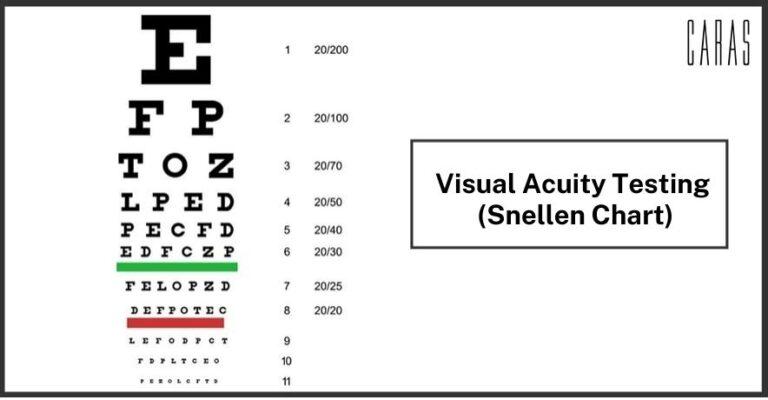 CARAS
E 1 20/200
F P 2 20/100
T O Z 3 20/70
L P E D 4 20/50
P E C F D 5 20/40
E D F C Z P 6 20/30
F E L O P Z D 7 20/25
D E F P O T E C 8 20/20
L E F O D P C T 9
F D P L T C E O 10
P E Z O L C F T D 11
Visual Acuity Testing
(Snellen Chart)